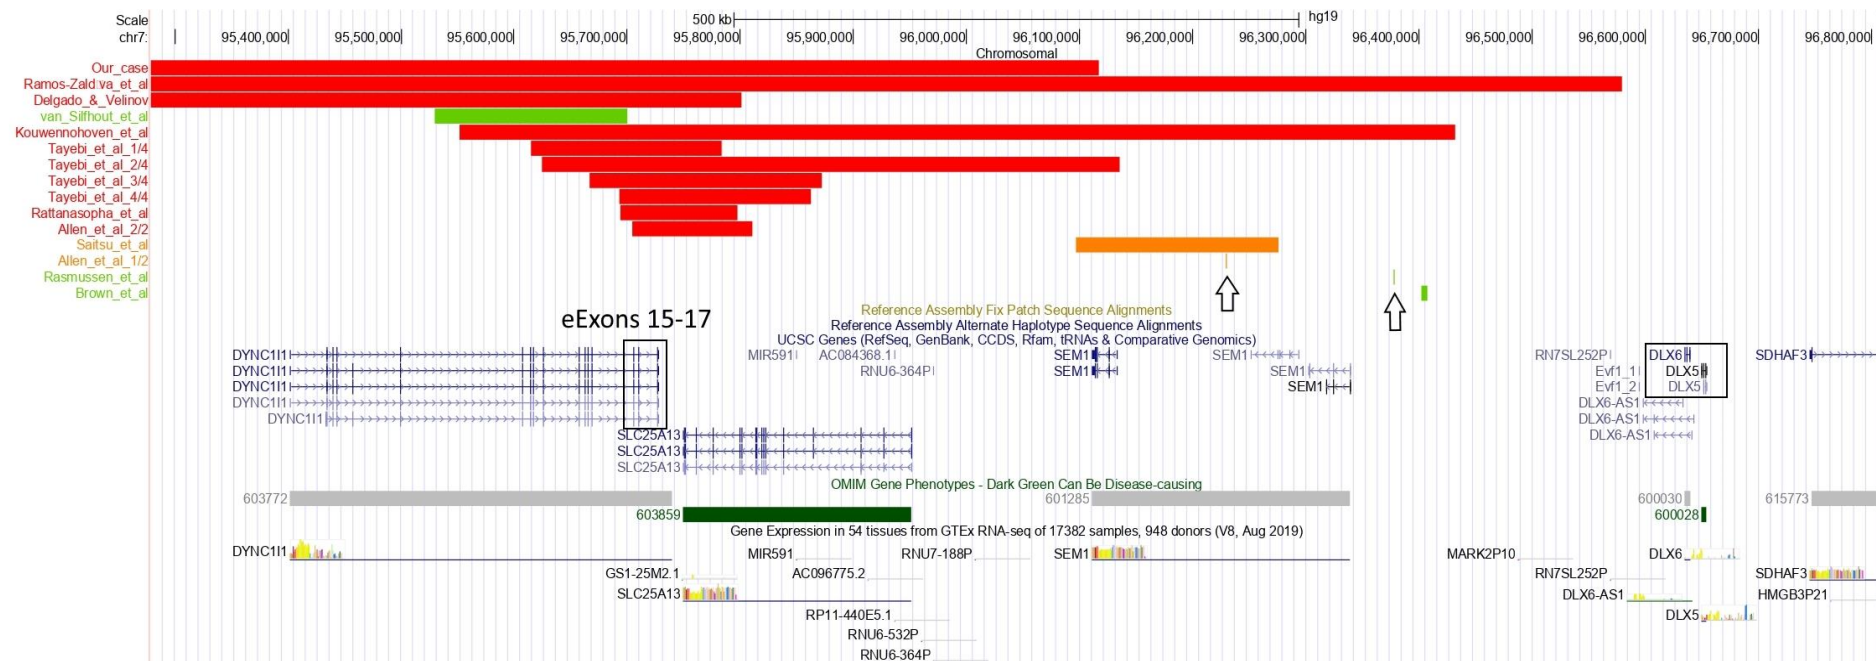 Scale 500 kb hg19
chr7: 95,400,000 95,500,000 95,600,000 95,700,000 95,800,000 95,900,000 96,000,000 96,100,000 96,200,000 96,300,000 96,400,000 96,500,000 96,600,000 96,700,000 96,800,000
Chromosomal
Our_case
Ramos-Zaldiva_et_al
Delgado_&_Velinov
van_Silfhout_et_al
Kouwennohoven_et_al
Tayebi_et_al_1/4
Tayebi_et_al_2/4
Tayebi_et_al_3/4
Tayebi_et_al_4/4
Rattanasopha_et_al
Allen_et_al_2/2
Saitsu_et_al
Allen_et_al_1/2
Rasmussen_et_al
Brown_et_al
Reference Assembly Fix Patch Sequence Alignments
eExons 15-17
Reference Assembly Alternate Haplotype Sequence Alignments
UCSC Genes (RefSeq, GenBank, CCDS, Rfam, tRNAs & Comparative Genomics)
DYNC1I1 MIR591 AC084368.1 SEM1 SEM1 RN7SL252P DLX6 SDHAF3
DYNC1I1 RNU6-364P SEM1 SEM1 Evf1_1 DLX5
DYNC1I1 SEM1 Evf1_2 DLX5
DYNC1I1 DLX6-AS1
DYNC1I1 DLX6-AS1
SLC25A13 DLX6-AS1
SLC25A13
SLC25A13
OMIM Gene Phenotypes - Dark Green Can Be Disease-causing
603772 601285 600030 615773
603859 600028
Gene Expression in 54 tissues from GTEx RNA-seq of 17382 samples, 948 donors (V8, Aug 2019)
DYNC1I1 MIR591 RNU7-188P SEM1 MARK2P10 DLX6
GS1-25M2.1 AC096775.2 RN7SL252P SDHAF3
SLC25A13 DLX6-AS1 HMGB3P21
RP11-440E5.1 DLX5
RNU6-532P
RNU6-364P